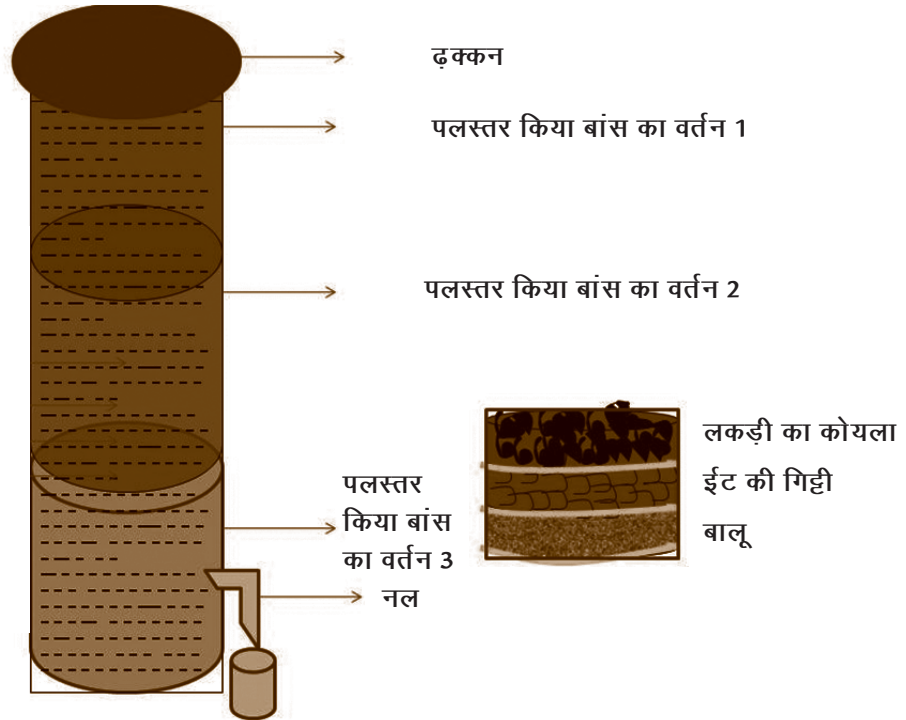 ढ़क्कन
पलस्तर किया बांस का वर्तन 1
पलस्तर किया बांस का वर्तन 2
लकड़ी का कोयला
ईट की गिट्टी
बालू
पलस्तर
किया बांस
का वर्तन 3
नल